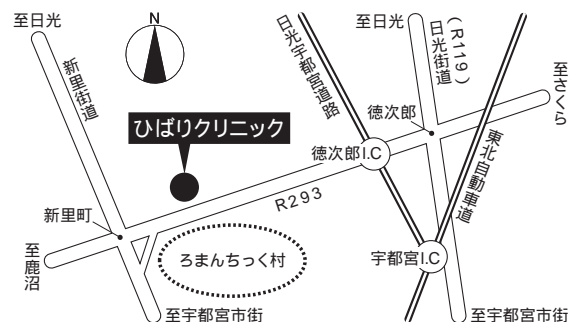 至日光
N
新里街道
日光宇都宮道路
至日光
(R119)
日光街道
至さくら
ひばりクリニック
徳次郎
徳次郎I.C
東北自動車道
R293
新里町
至鹿沼
ろまんちっく村
宇都宮I.C
至宇都宮市街
至宇都宮市街